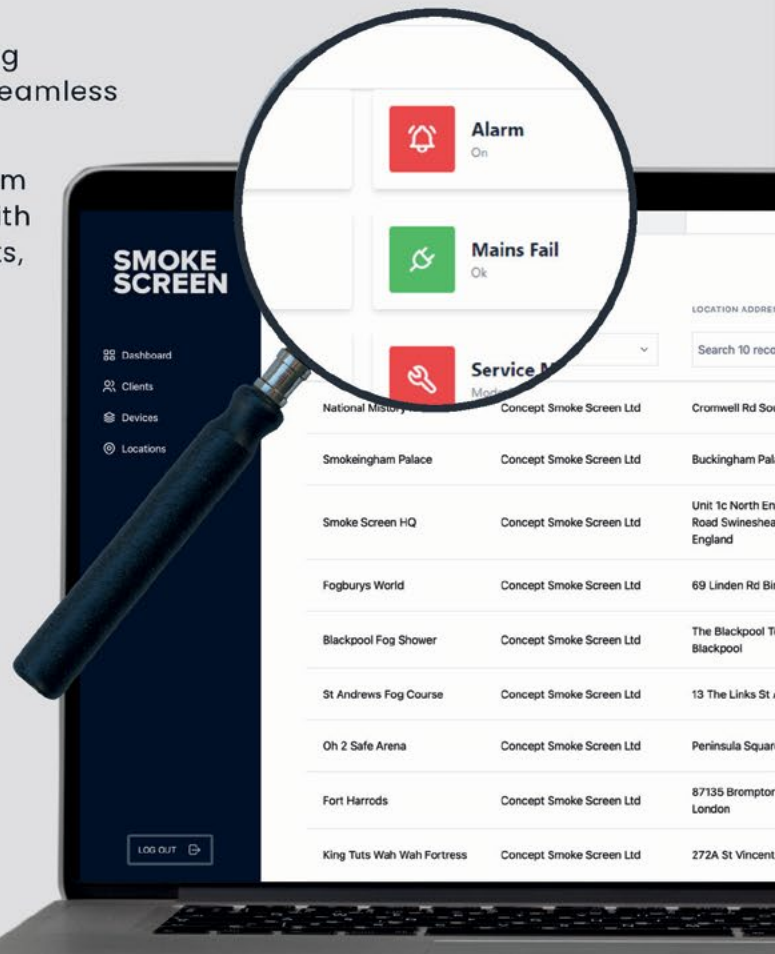 g
eamless
m
lth
ts,
Alarm
On
Mains Fail
Ok
Service M
SMOKE
SCREEN
Dashboard
Clients
Devices
Locations
LOG OUT
LOCATION ADDRE
Search 10 reco
National Mistory
Concept Smoke Screen Ltd
Cromwell Rd Sou
Smokeingham Palace
Concept Smoke Screen Ltd
Buckingham Pal
Smoke Screen HQ
Concept Smoke Screen Ltd
Unit 1c North En
Road Swineshea
England
Fogburys World
Concept Smoke Screen Ltd
69 Linden Rd Bi
Blackpool Fog Shower
Concept Smoke Screen Ltd
The Blackpool T
Blackpool
St Andrews Fog Course
Concept Smoke Screen Ltd
13 The Links St
Oh 2 Safe Arena
Concept Smoke Screen Ltd
Peninsula Squar
Fort Harrods
Concept Smoke Screen Ltd
87135 Brompton
London
King Tuts Wah Wah Fortress
Concept Smoke Screen Ltd
272A St Vincent